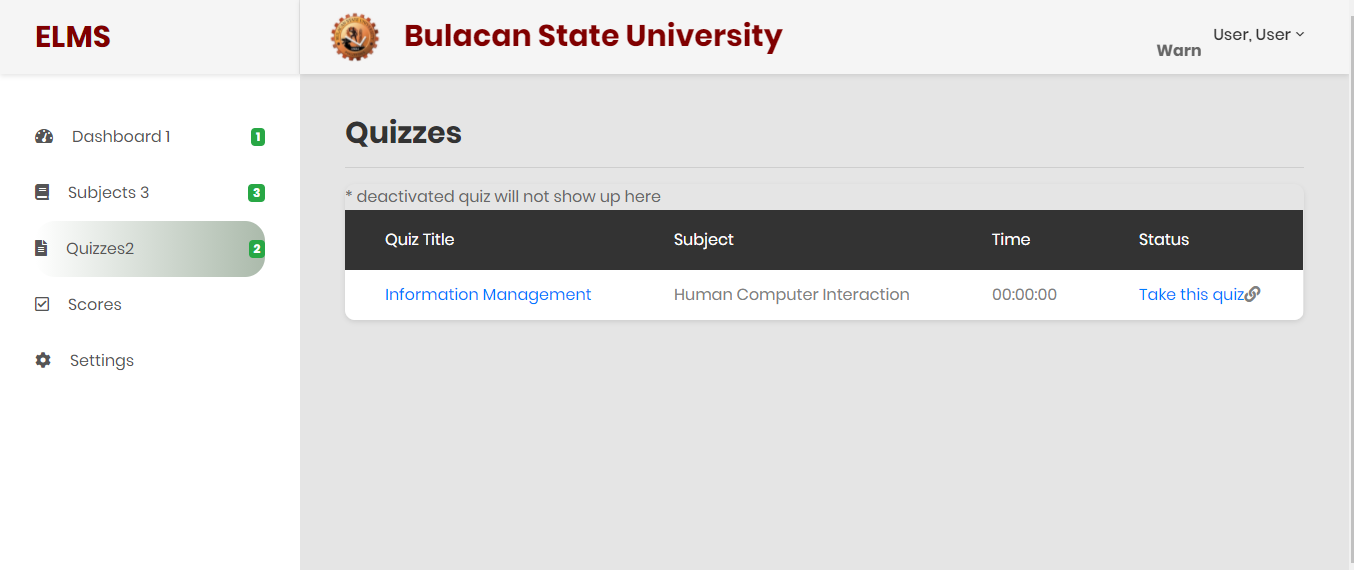 ELMS
Bulacan State University
User, User
Warn
Dashboard 1 1
Subjects 3 3
Quizzes2 2
Scores
Settings
Quizzes
* deactivated quiz will not show up here
Quiz Title Subject Time Status
Information Management Human Computer Interaction 00:00:00 Take this quiz